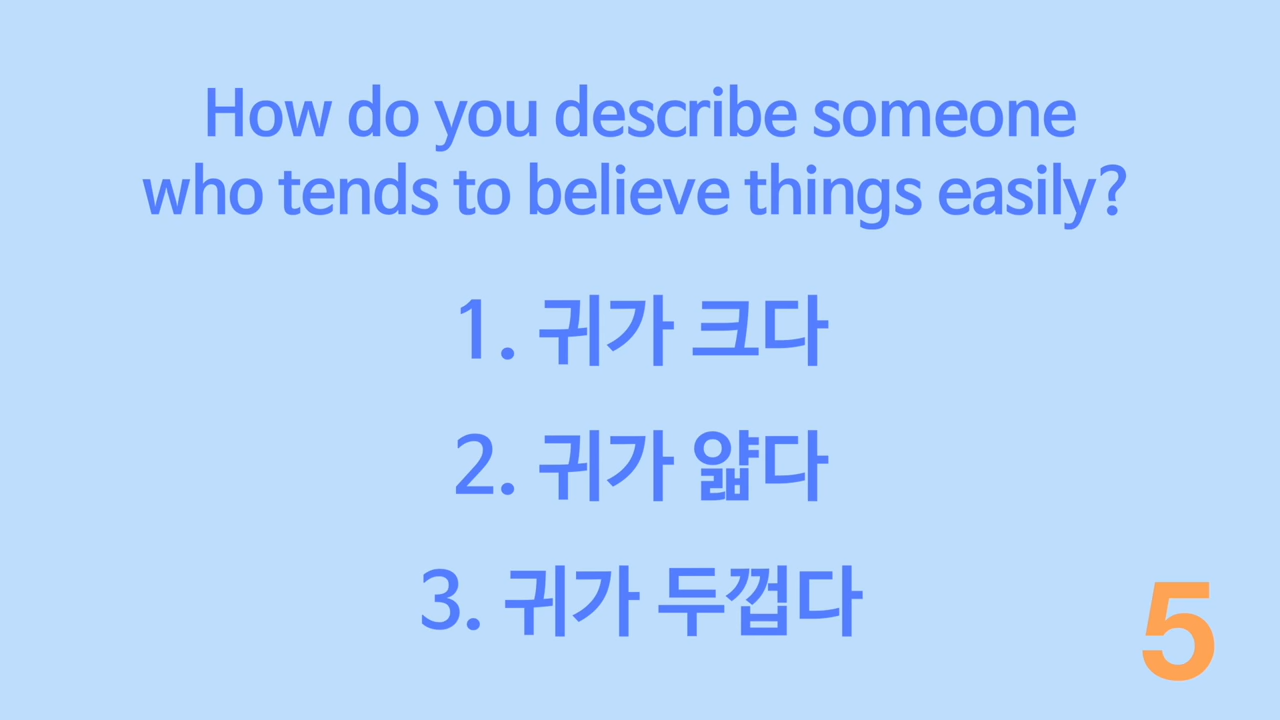 How do you describe someone
who tends to believe things easily?
1. 귀가 크다
2. 귀가 얇다
3. 귀가 두껍다
5